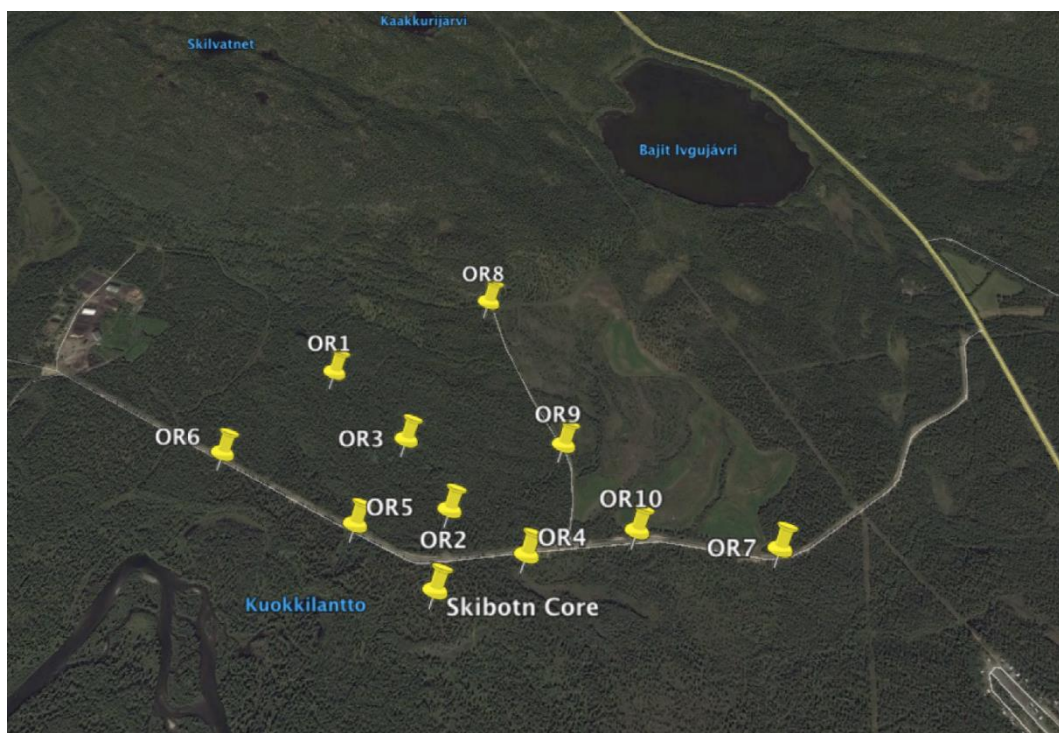 Kaakkurijärvi
Skilvatnet
Bajit Ivgujávri
OR8
OR1
OR9
OR6
OR3
OR10
OR5
OR2
OR4
OR7
Kuokkilantto
Skibotn Core